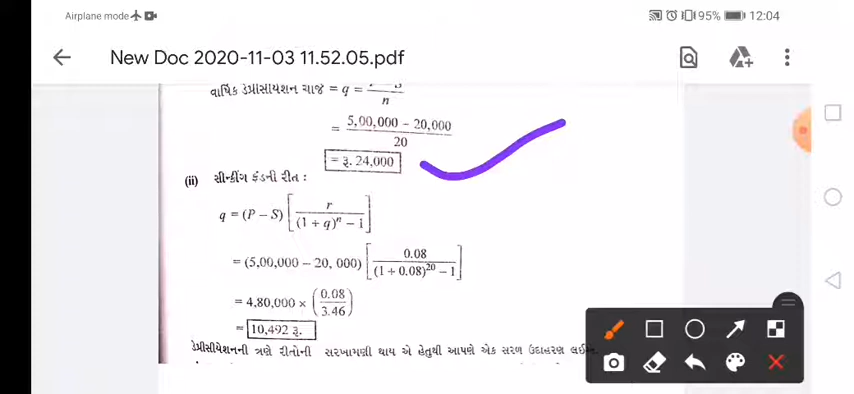 Airplane mode 95% 12:04
New Doc 2020-11-03 11.52.05.pdf
વાર્ષિક ડેપ્રીસીયેશન ચાર્જ = q = P – S / n
= 5,00,000 – 20,000 / 20
= રૂ. 24,000
(ii) સીન્કીંગ ફંડની રીત :
q = (P – S) [ r / (1 + q)ⁿ – 1 ]
= (5,00,000 – 20, 000) [ 0.08 / (1 + 0.08)²⁰ – 1 ]
= 4,80,000 × ( 0.08 / 3.46 )
= 10,492 રૂ.
ડેપ્રીસીયેશનની ત્રણે રીતોની સરખામણી થાય એ હેતુથી આપણે એક સરળ ઉદાહરણ લઈએ.